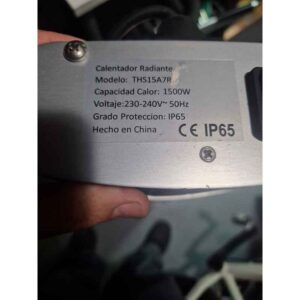 Calentador Radiante
Modelo: THS15A7R
Capacidad Calor: 1500W
Voltaje:230-240V~ 50Hz
Grado Proteccion: IP65
Hecho en China
CE IP65